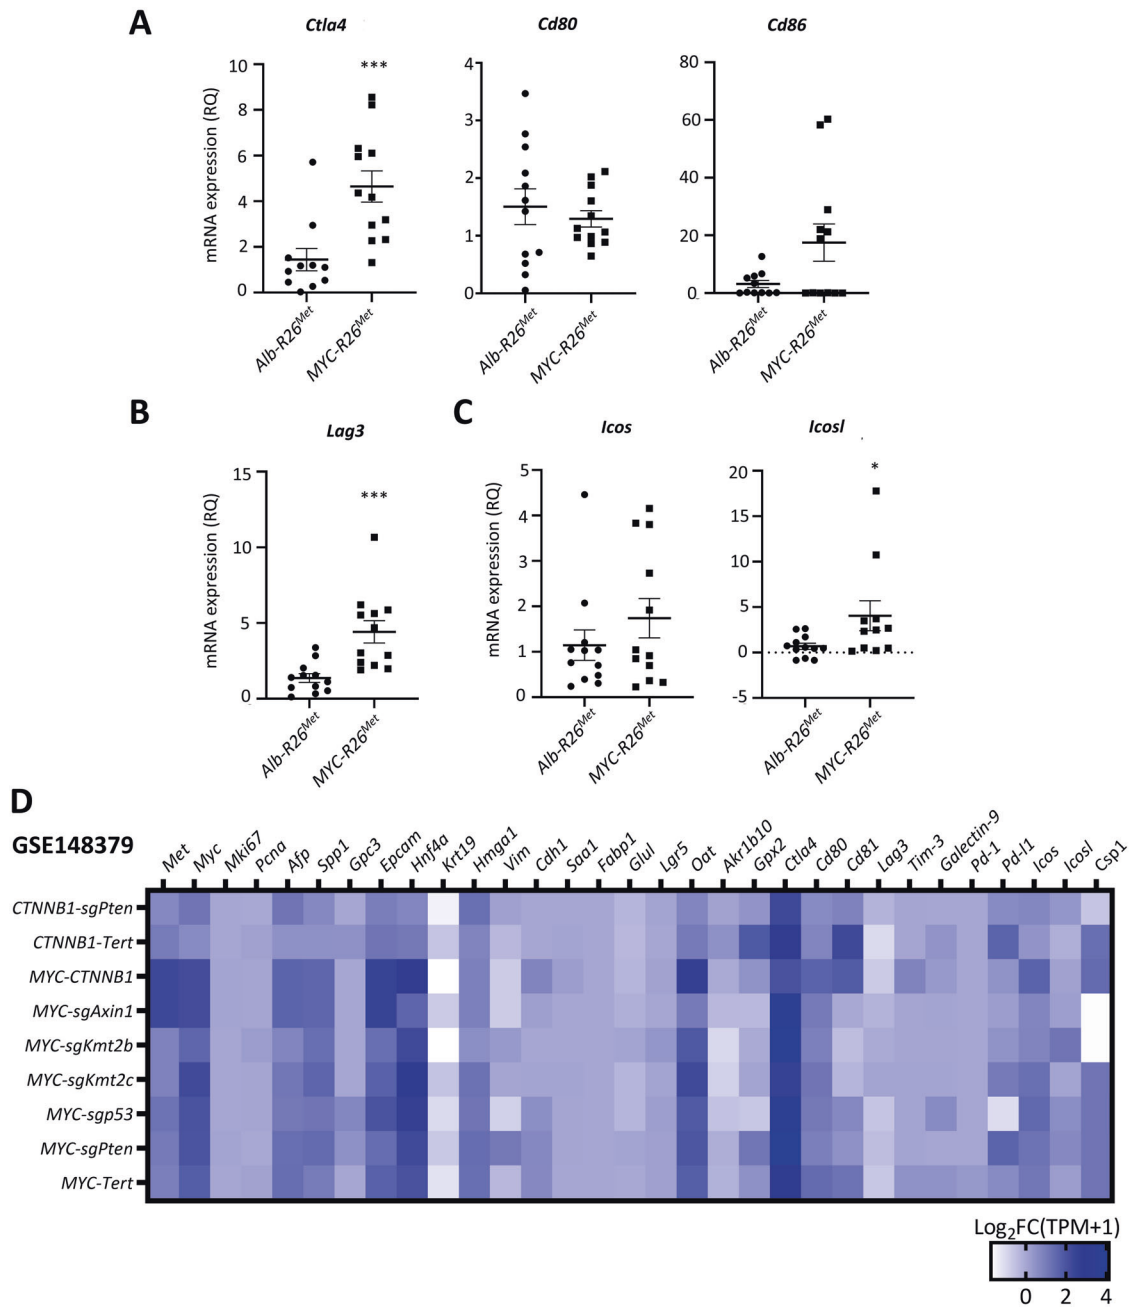 A
Ctla4
Cd80
Cd86
mRNA expression (RQ)
10
8
6
4
2
0
***
Alb-R26Met
MYC-R26Met
4
3
2
1
0
Alb-R26Met
MYC-R26Met
80
60
40
20
0
Alb-R26Met
MYC-R26Met
B
Lag3
mRNA expression (RQ)
15
10
5
0
***
Alb-R26Met
MYC-R26Met
C
Icos
Icosl
mRNA expression (RQ)
5
4
3
2
1
0
Alb-R26Met
MYC-R26Met
20
15
10
5
0
-5
*
Alb-R26Met
MYC-R26Met
D
GSE148379
Met
Myc
Mki67
Pcna
Afp
Spp1
Gpc3
Epcam
Hnf4a
Krt19
Hmga1
Vim
Cdh1
Saa1
Fabp1
Glul
Lgr5
Oat
Akr1b10
Gpx2
Ctla4
Cd80
Cd81
Lag3
Tim-3
Galectin-9
Pd-1
Pd-l1
Icos
Icosl
Csp1
CTNNB1-sgPten
CTNNB1-Tert
MYC-CTNNB1
MYC-sgAxin1
MYC-sgKmt2b
MYC-sgKmt2c
MYC-sgp53
MYC-sgPten
MYC-Tert
Log2FC(TPM+1)
0 2 4